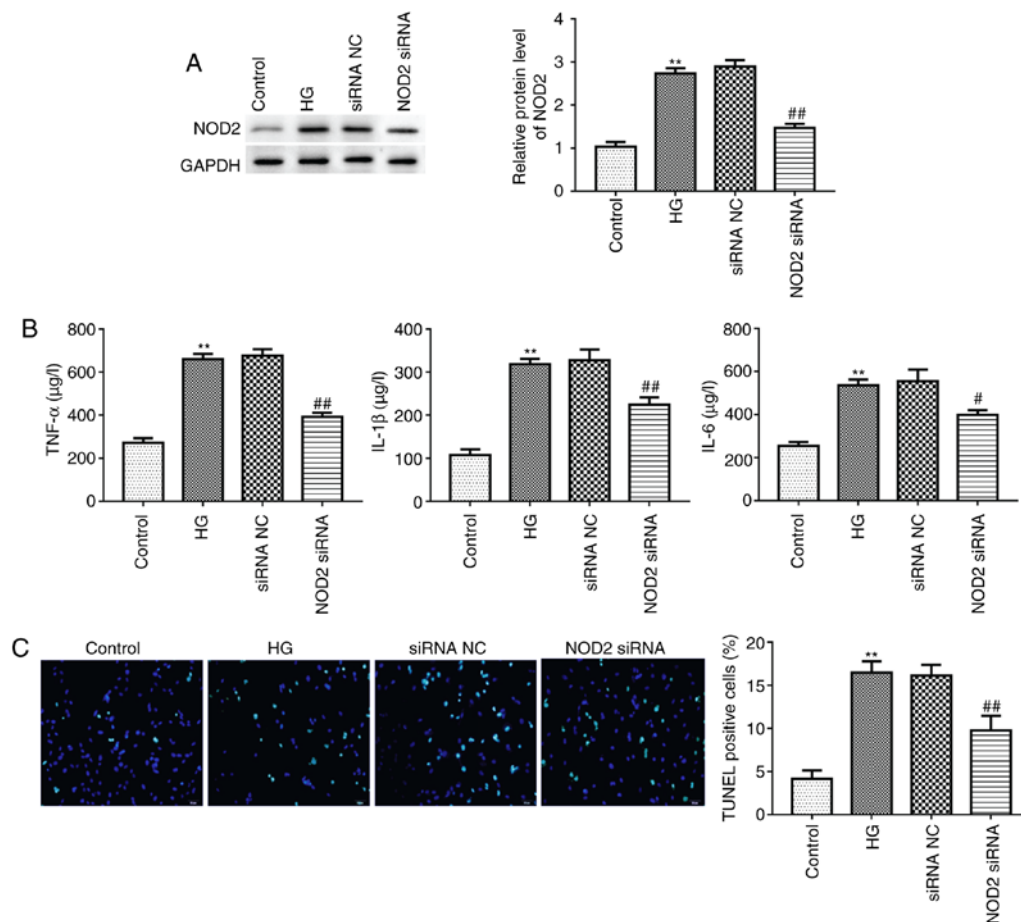 A
Control
HG
siRNA NC
NOD2 siRNA
NOD2
GAPDH
Relative protein level
of NOD2
4
3
2
1
0
**
##
Control
HG
siRNA NC
NOD2 siRNA
B
TNF-α (µg/l)
800
600
400
200
0
**
##
Control
HG
siRNA NC
NOD2 siRNA
IL-1β (µg/l)
400
300
200
100
0
**
##
Control
HG
siRNA NC
NOD2 siRNA
IL-6 (µg/l)
800
600
400
200
0
**
#
Control
HG
siRNA NC
NOD2 siRNA
C
Control
HG
siRNA NC
NOD2 siRNA
TUNEL positive cells (%)
20
15
10
5
0
**
##
Control
HG
siRNA NC
NOD2 siRNA